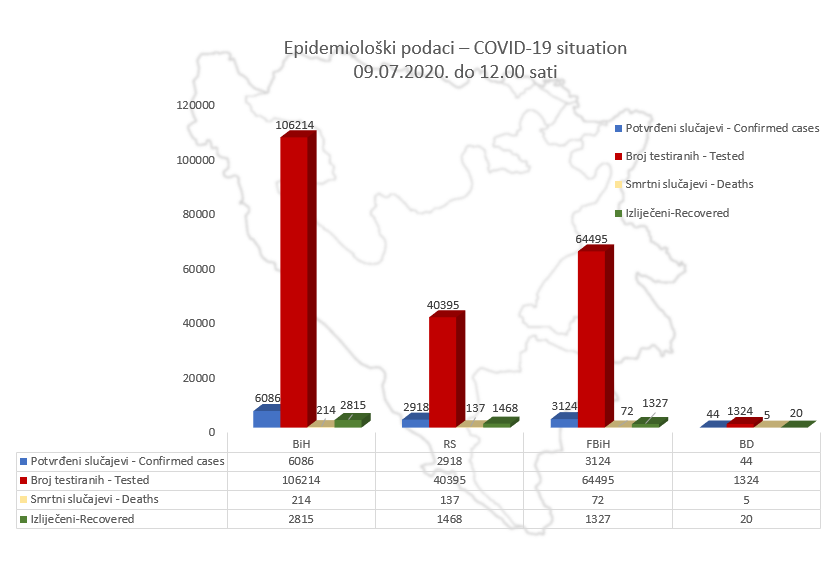 Epidemiološki podaci – COVID-19 situation
09.07.2020. do 12.00 sati
120000
100000
80000
60000
40000
20000
0
Potvrđeni slučajevi - Confirmed cases
Broj testiranih - Tested
Smrtni slučajevi - Deaths
Izliječeni-Recovered
6086 106214 214 2815
2918 40395 137 1468
3124 64495 72 1327
44 1324 5 20
BiH RS FBiH BD
Potvrđeni slučajevi - Confirmed cases 6086 2918 3124 44
Broj testiranih - Tested 106214 40395 64495 1324
Smrtni slučajevi - Deaths 214 137 72 5
Izliječeni-Recovered 2815 1468 1327 20